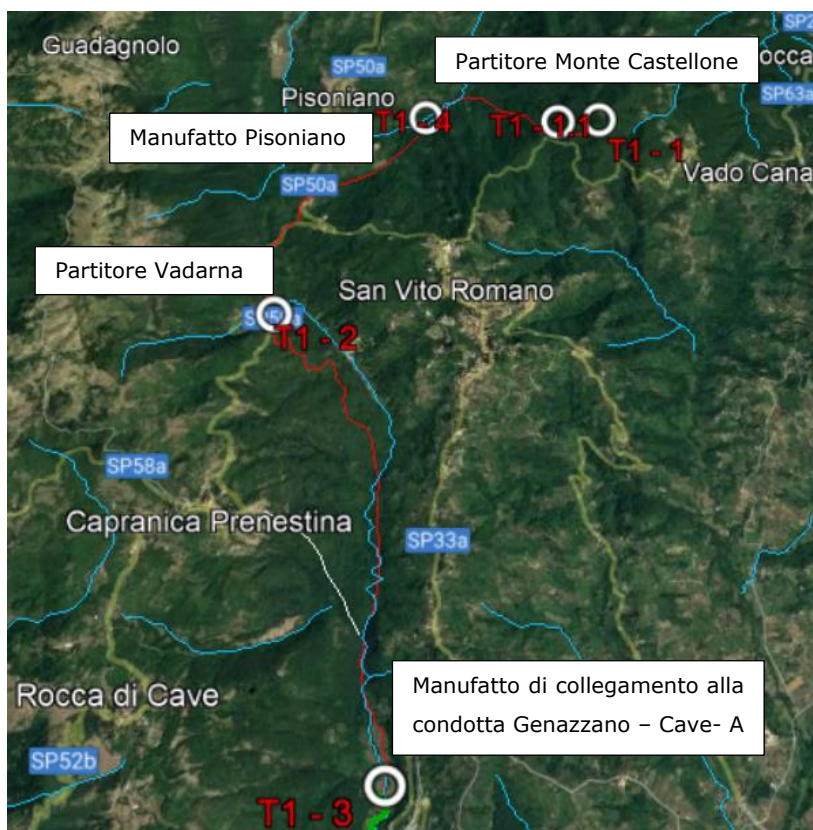 Guadagnolo
SP50a
Partitore Monte Castellone
SP63a
Pisoniano
T1 - 4
T1 - 1.1
Manufatto Pisoniano
T1 - 1
SP50a
Vado Cana
Partitore Vadarna
San Vito Romano
T1 - 2
SP58a
Capranica Prenestina
SP33a
Manufatto di collegamento alla
condotta Genazzano – Cave- A
Rocca di Cave
SP52b
T1 - 3